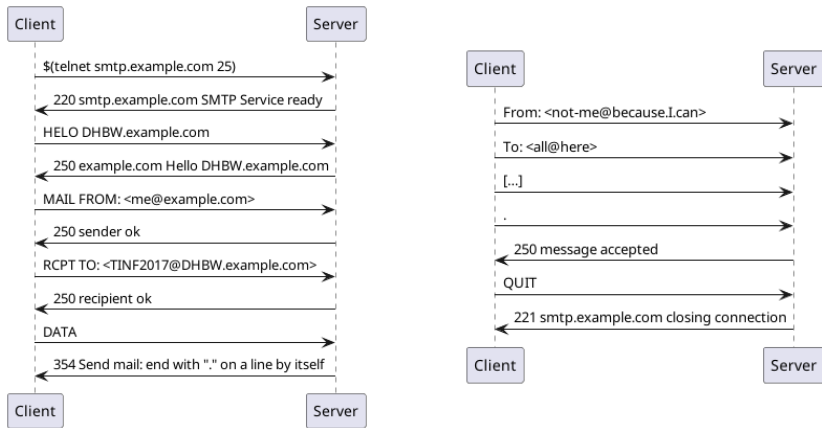 Client Server
$(telnet smtp.example.com 25)
220 smtp.example.com SMTP Service ready
HELO DHBW.example.com
250 example.com Hello DHBW.example.com
MAIL FROM: <me@example.com>
250 sender ok
RCPT TO: <TINF2017@DHBW.example.com>
250 recipient ok
DATA
354 Send mail: end with "." on a line by itself
Client Server
Client Server
From: <not-me@because.I.can>
To: <all@here>
[...]
.
250 message accepted
QUIT
221 smtp.example.com closing connection
Client Server